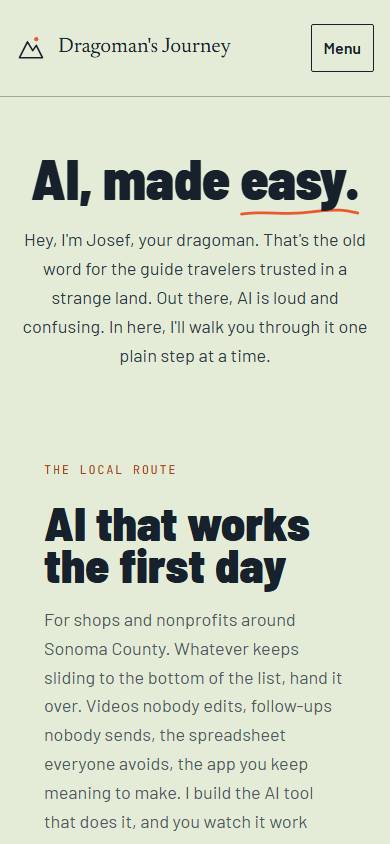 Dragoman's Journey
Menu
AI, made easy.
Hey, I'm Josef, your dragoman. That's the old
word for the guide travelers trusted in a
strange land. Out there, AI is loud and
confusing. In here, I'll walk you through it one
plain step at a time.
THE LOCAL ROUTE
AI that works
the first day
For shops and nonprofits around
Sonoma County. Whatever keeps
sliding to the bottom of the list, hand it
over. Videos nobody edits, follow-ups
nobody sends, the spreadsheet
everyone avoids, the app you keep
meaning to make. I build the AI tool
that does it, and you watch it work